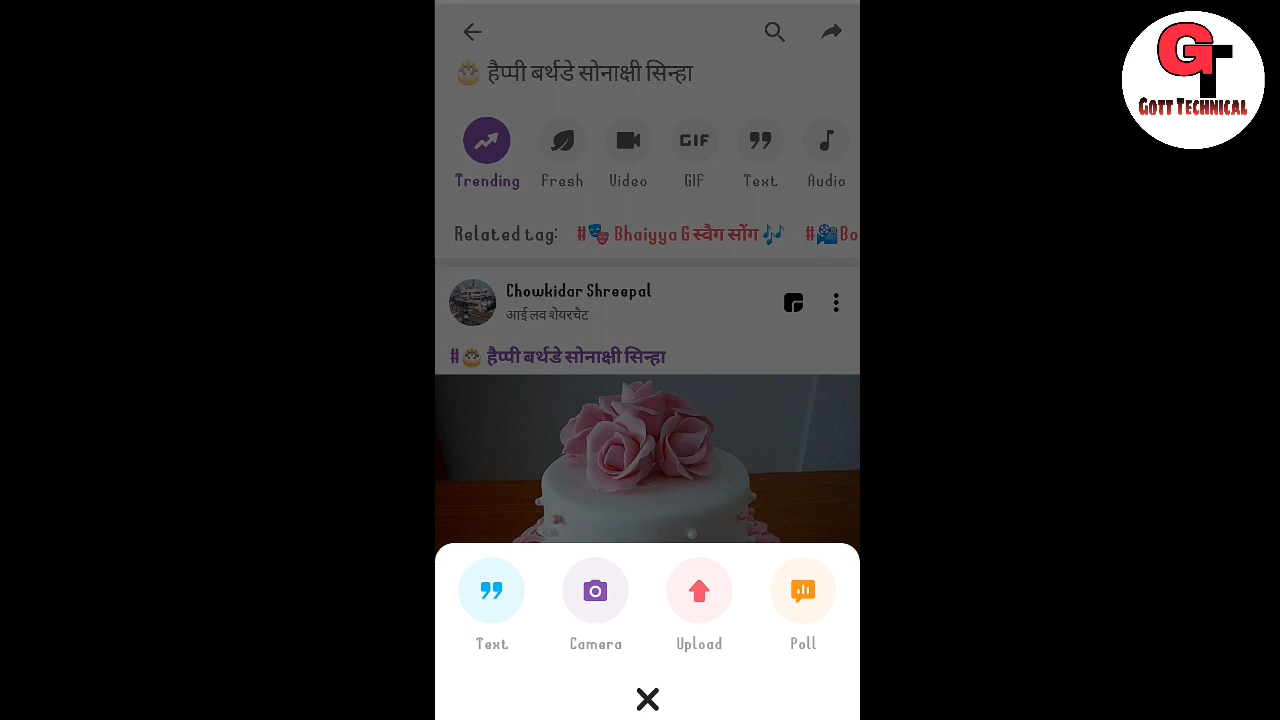 🎂 हैप्पी बर्थडे सोनाक्षी सिन्हा
Trending Fresh Video GIF Text Audio
Related tag: #🎭 Bhaiyya G स्वैग सोंग 🎶 #🎥Bo
Chowkidar Shreepal
आई लव शेयरचैट
#🎂 हैप्पी बर्थडे सोनाक्षी सिन्हा
Text Camera Upload Poll
GT
GOTT TECHNICAL